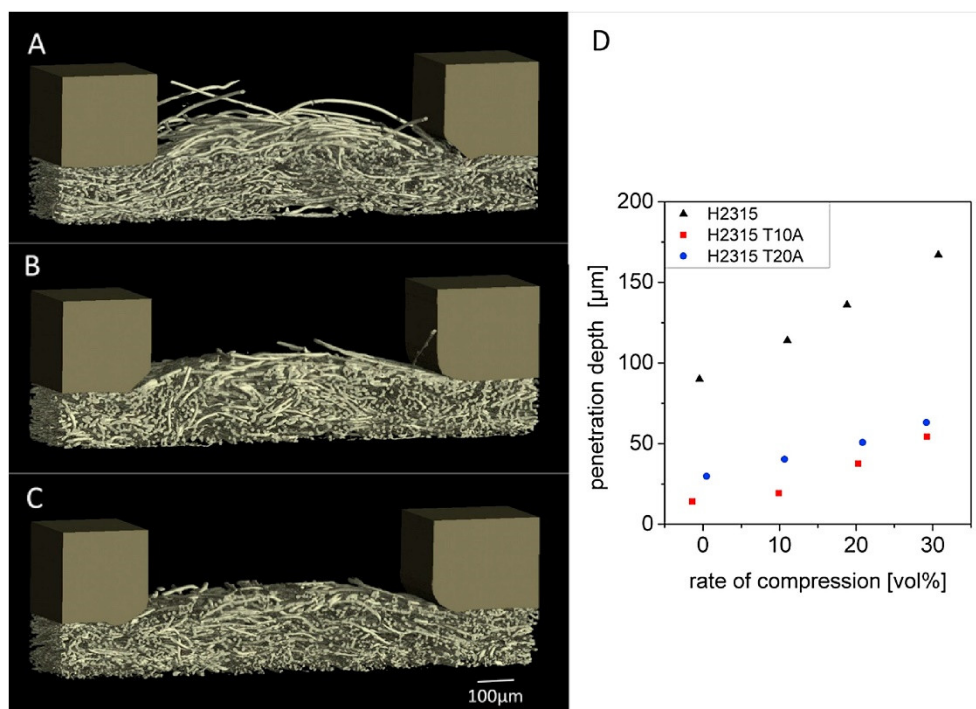 A
B
C
100µm
D
penetration depth [µm]
200
150
100
50
0
H2315
H2315 T10A
H2315 T20A
0 10 20 30
rate of compression [vol%]